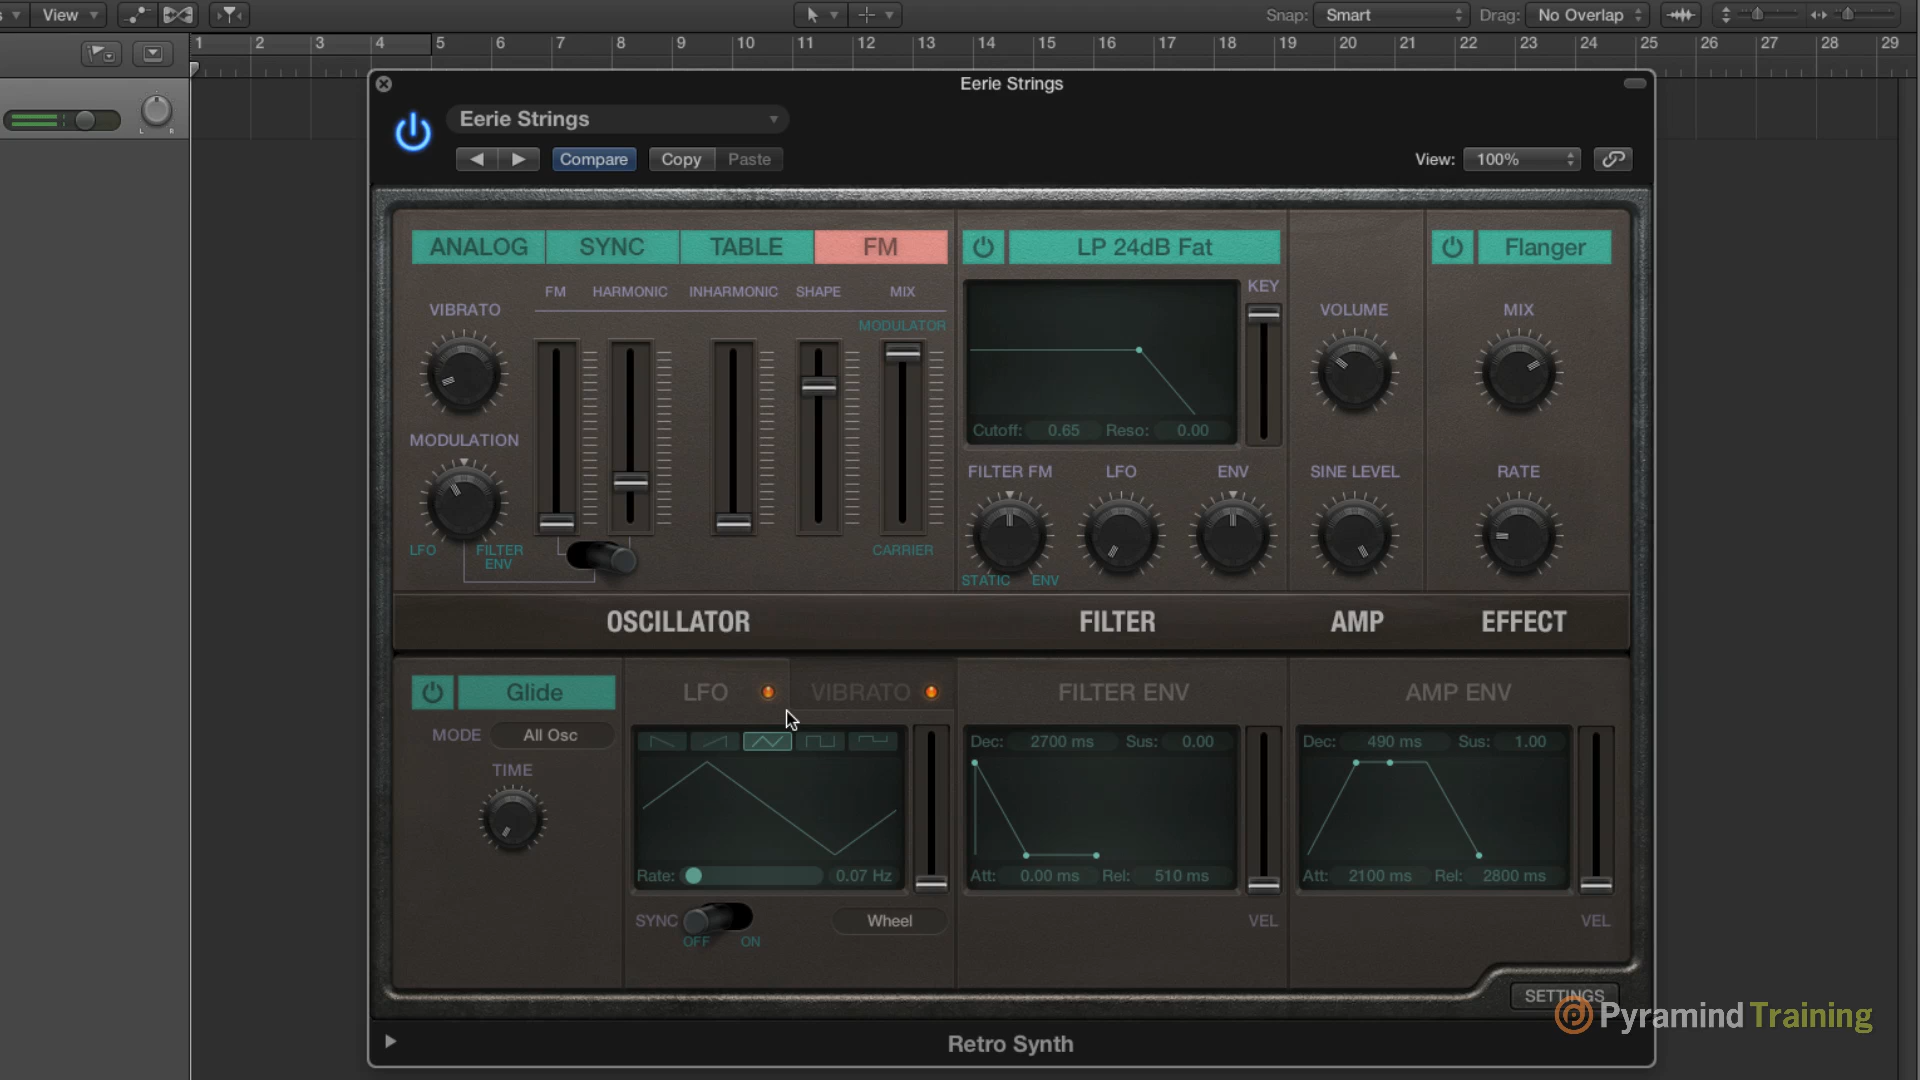 View
Snap: Smart Drag: No Overlap
1 2 3 4 5 6 7 8 9 10 11 12 13 14 15 16 17 18 19 20 21 22 23 24 25 26 27 28 29
Eerie Strings
Eerie Strings
Compare Copy Paste View: 100%
L R
ANALOG SYNC TABLE FM LP 24dB Fat Flanger
FM HARMONIC INHARMONIC SHAPE MIX KEY
VIBRATO VOLUME MIX
MODULATOR
Cutoff: 0.65 Reso: 0.00
MODULATION
FILTER FM LFO ENV SINE LEVEL RATE
LFO FILTER ENV CARRIER
STATIC ENV
OSCILLATOR FILTER AMP EFFECT
Glide LFO VIBRATO FILTER ENV AMP ENV
MODE All Osc Dec: 2700 ms Sus: 0.00 Dec: 490 ms Sus: 1.00
TIME
Rate: 0.07 Hz Att: 0.00 ms Rel: 510 ms Att: 2100 ms Rel: 2800 ms
SYNC Wheel VEL VEL
OFF ON
SETTINGS
Pyramind Training
Retro Synth